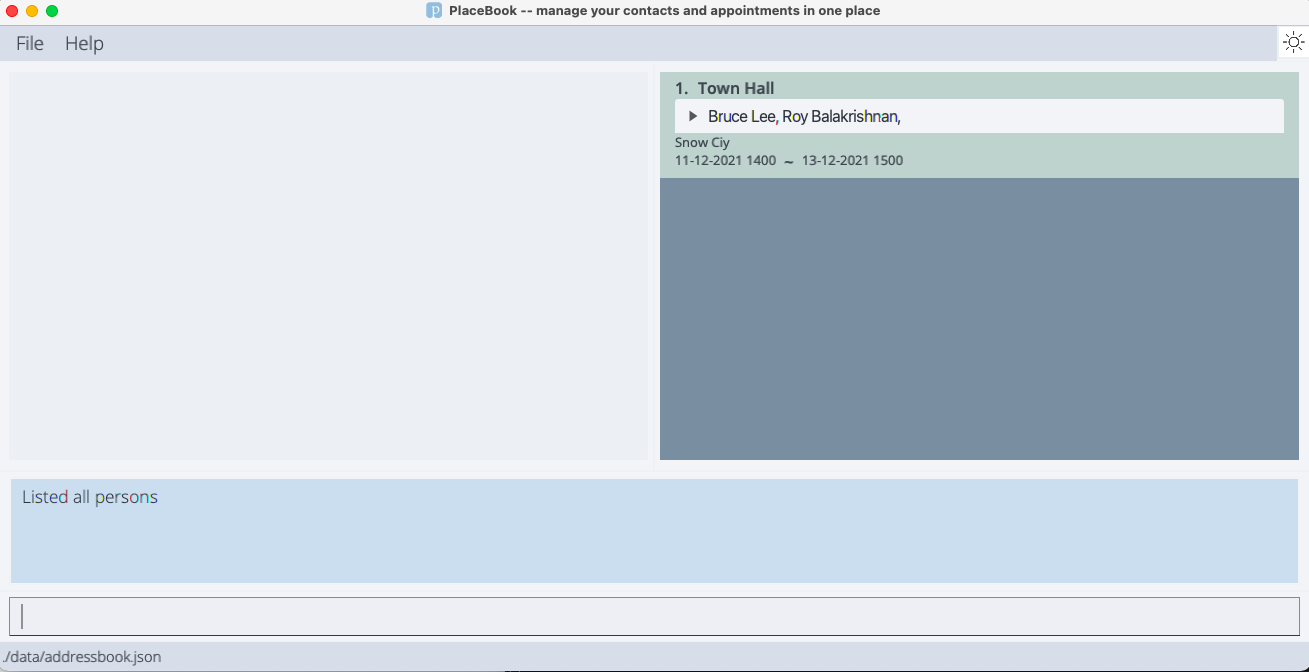 PlaceBook -- manage your contacts and appointments in one place
File Help
1. Town Hall
Bruce Lee, Roy Balakrishnan,
Snow Ciy
11-12-2021 1400 ~ 13-12-2021 1500
Listed all persons
./data/addressbook.json